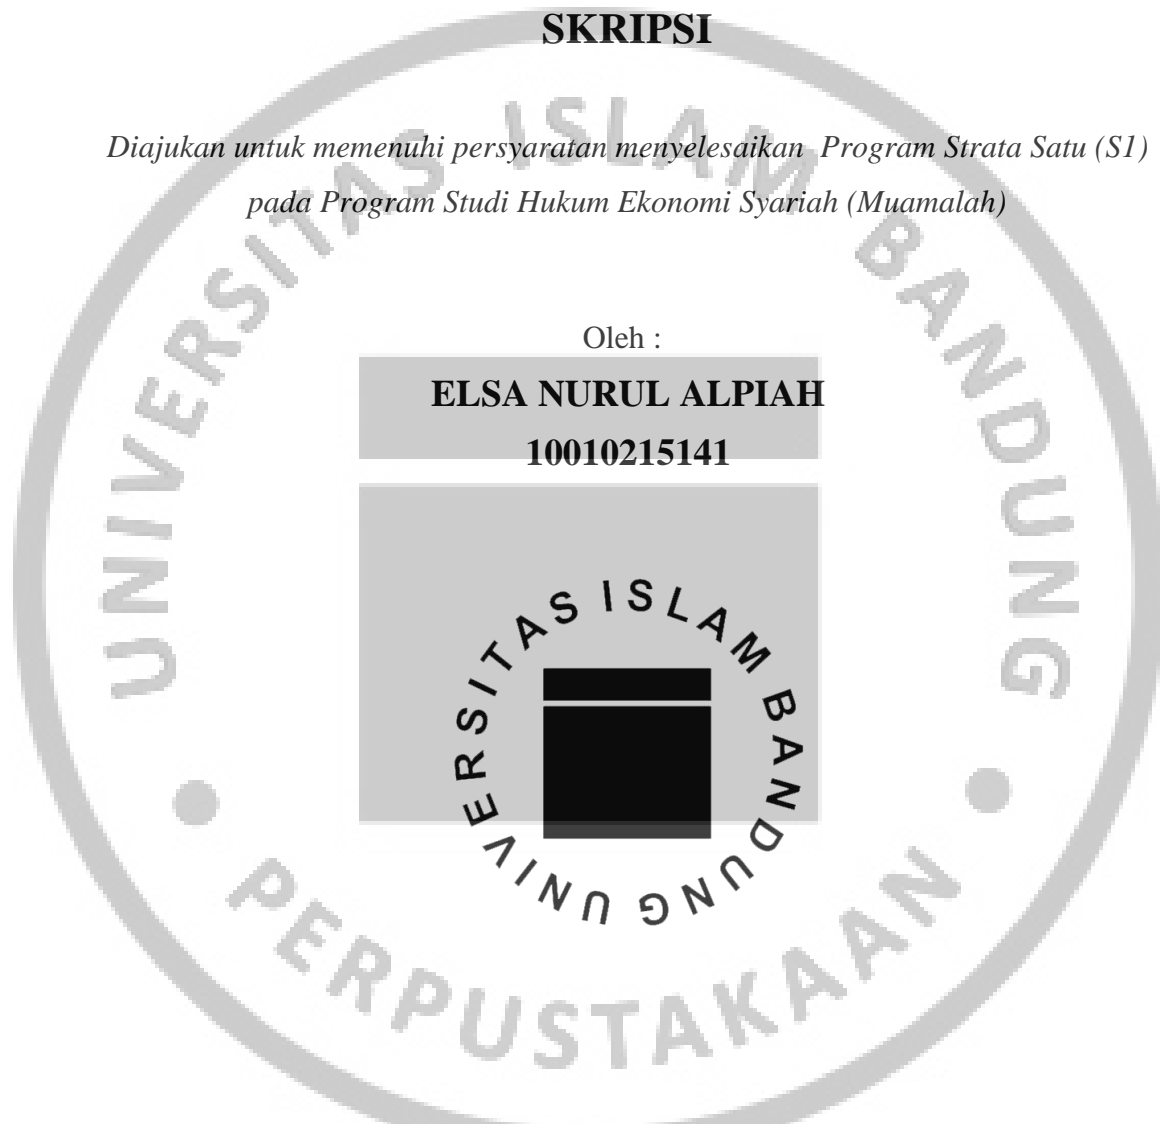 SKRIPSI
Diajukan untuk memenuhi persyaratan menyelesaikan Program Strata Satu (S1)
pada Program Studi Hukum Ekonomi Syariah (Muamalah)
Oleh :
ELSA NURUL ALPIAH
10010215141
UNIVERSITAS ISLAM BANDUNG
UNIVERSITAS ISLAM BANDUNG
PERPUSTAKAAN